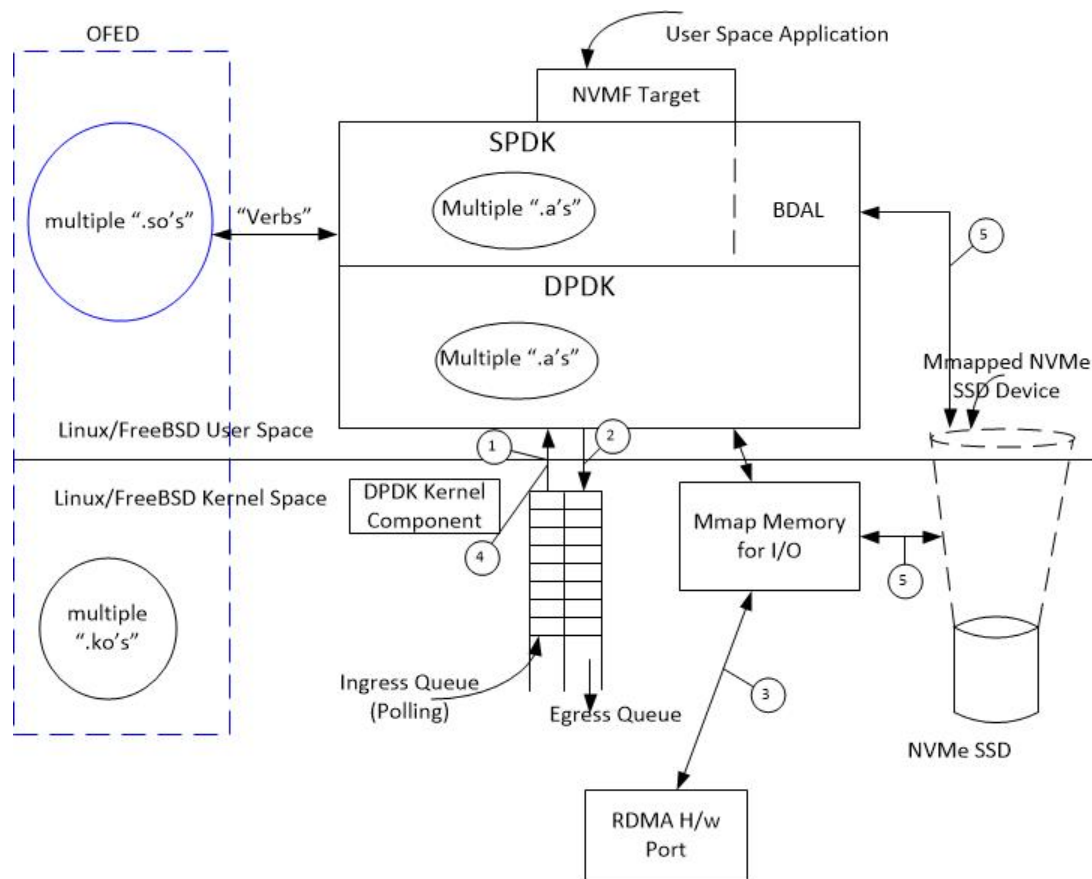 OFED
User Space Application
NVMF Target
SPDK
multiple “.so’s”
“Verbs”
Multiple “.a’s”
BDAL
5
DPDK
Multiple “.a’s”
Mmapped NVMe
SSD Device
Linux/FreeBSD User Space
1
2
Linux/FreeBSD Kernel Space
DPDK Kernel
Component
4
Mmap Memory
for I/O
5
multiple
“.ko’s”
Ingress Queue
(Polling)
Egress Queue
3
NVMe SSD
RDMA H/w
Port